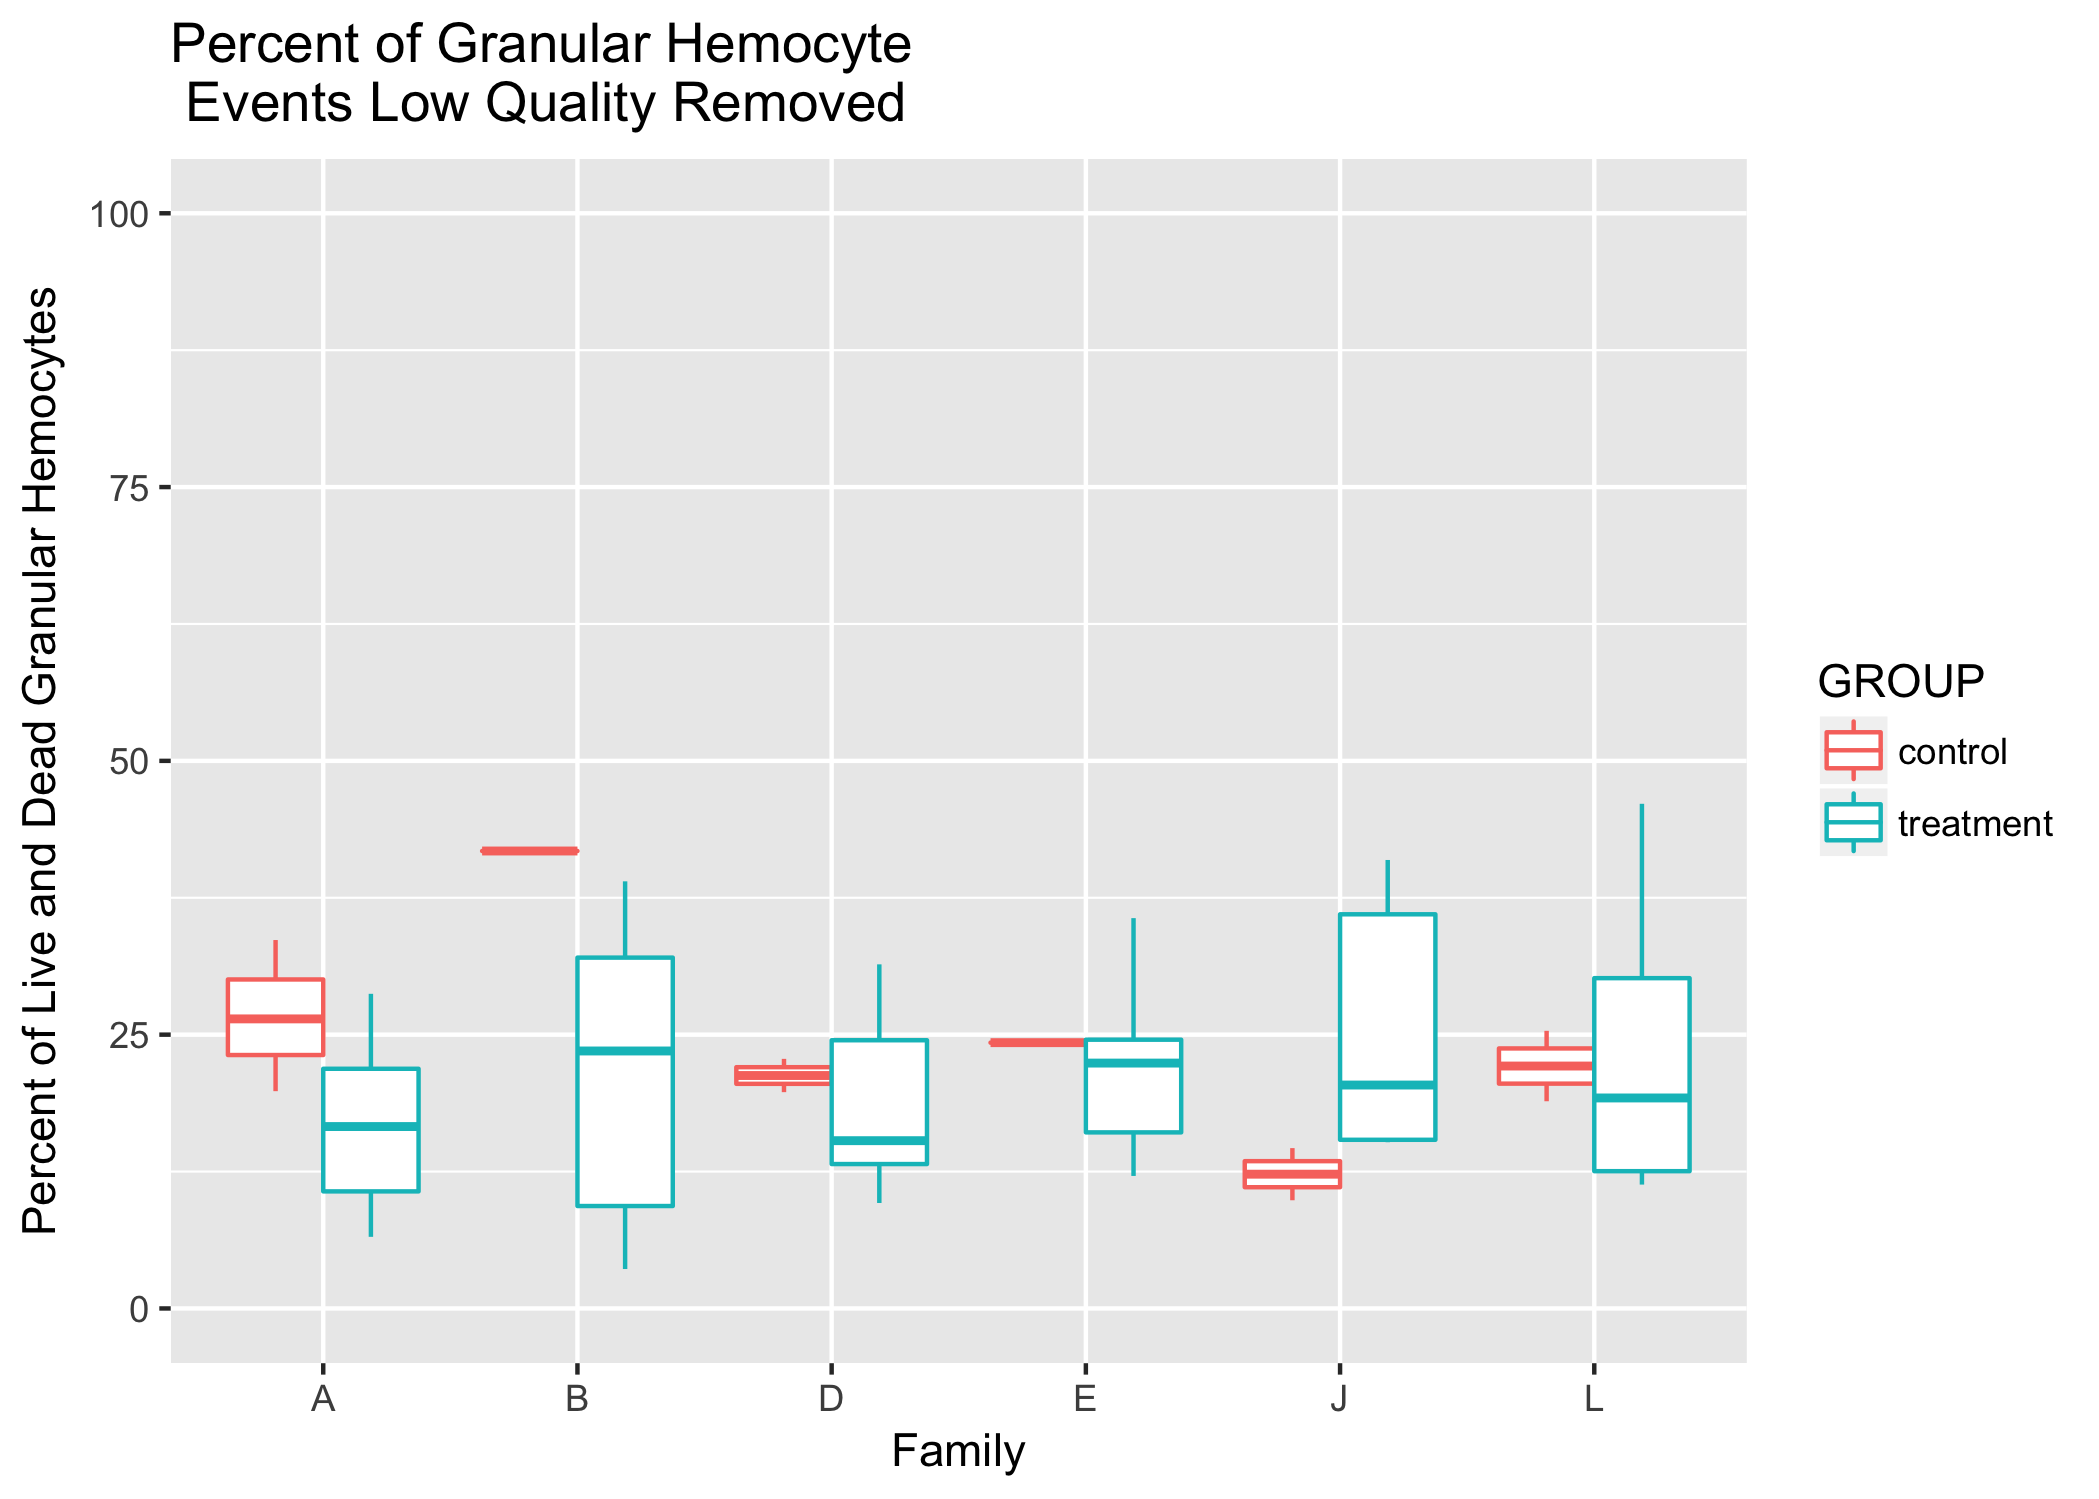 Percent of Granular Hemocyte
Events Low Quality Removed
Percent of Live and Dead Granular Hemocytes
100
75
50
25
0
A
B
D
E
J
L
Family
GROUP
control
treatment